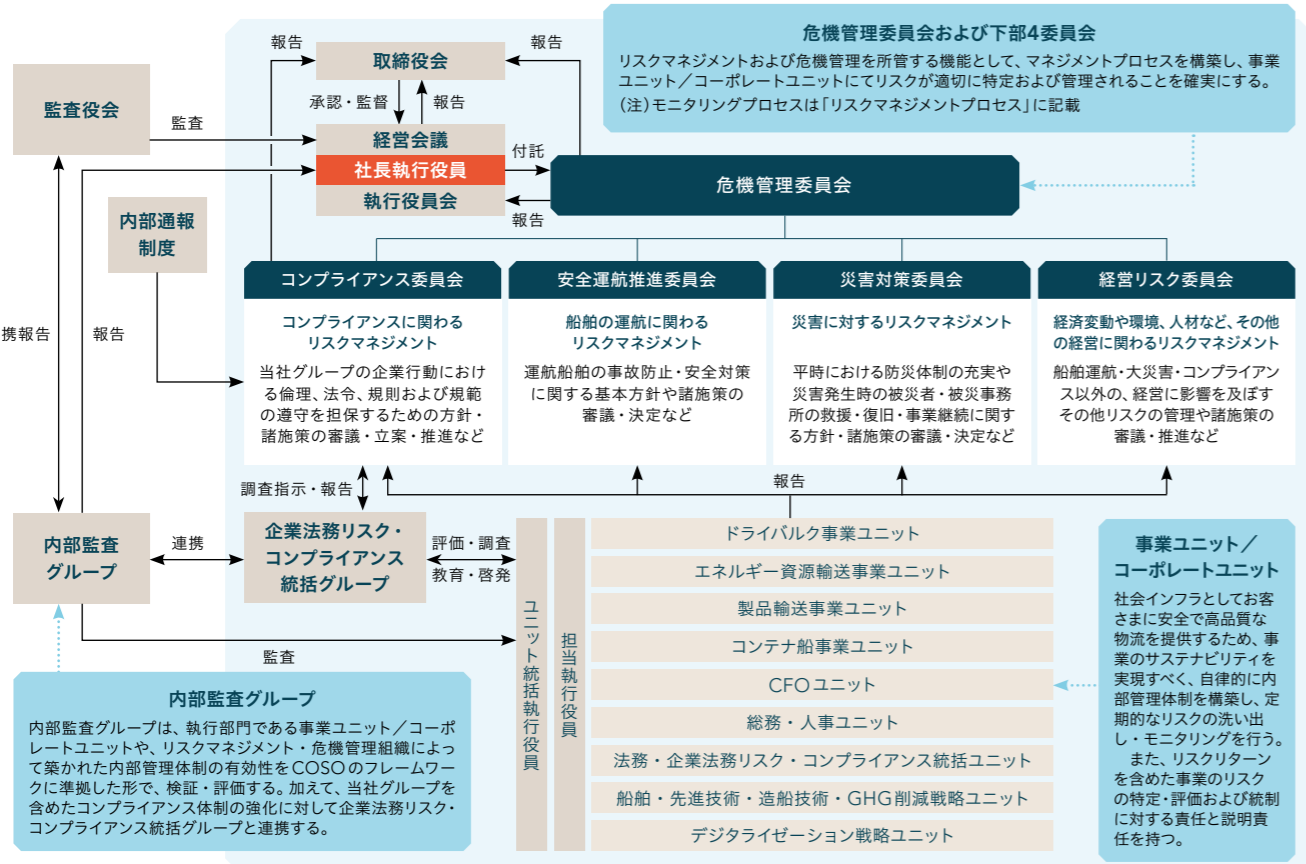 危機管理委員会および下部4委員会
リスクマネジメントおよび危機管理を所管する機能として、マネジメントプロセスを構築し、事業
ユニット／コーポレートユニットにてリスクが適切に特定および管理されることを確実にする。
（注）モニタリングプロセスは「リスクマネジメントプロセス」に記載
報告
取締役会
報告
承認・監督
報告
監査役会
監査
経営会議
社長執行役員
執行役員会
付託
報告
危機管理委員会
内部通報
制度
携報告
報告
コンプライアンス委員会
コンプライアンスに関わる
リスクマネジメント
当社グループの企業行動におけ
る倫理、法令、規則および規範
の遵守を担保するための方針・
諸施策の審議・立案・推進など
安全運航推進委員会
船舶の運航に関わる
リスクマネジメント
運航船舶の事故防止・安全対策
に関する基本方針や諸施策の
審議・決定など
災害対策委員会
災害に対するリスクマネジメント
平時における防災体制の充実や
災害発生時の被災者・被災事務
所の救援・復旧・事業継続に関す
る方針・諸施策の審議・決定など
経営リスク委員会
経済変動や環境、人材など、その他
の経営に関わるリスクマネジメント
船舶運航・大災害・コンプライアン
ス以外の、経営に影響を及ぼす
その他リスクの管理や諸施策の
審議・推進など
調査指示・報告
報告
内部監査
グループ
連携
企業法務リスク・
コンプライアンス
統括グループ
評価・調査
教育・啓発
監査
ユニット統括執行役員
担当執行役員
ドライバルク事業ユニット
エネルギー資源輸送事業ユニット
製品輸送事業ユニット
コンテナ船事業ユニット
CFOユニット
総務・人事ユニット
法務・企業法務リスク・コンプライアンス統括ユニット
船舶・先進技術・造船技術・GHG削減戦略ユニット
デジタライゼーション戦略ユニット
事業ユニット／
コーポレートユニット
社会インフラとしてお客
さまに安全で高品質な
物流を提供するため、事
業のサステナビリティを
実現すべく、自律的に内
部管理体制を構築し、定
期的なリスクの洗い出
し・モニタリングを行う。
また、リスクリターン
を含めた事業のリスク
の特定・評価および統制
に対する責任と説明責
任を持つ。
内部監査グループ
内部監査グループは、執行部門である事業ユニット／コーポ
レートユニットや、リスクマネジメント・危機管理組織によっ
て築かれた内部管理体制の有効性をCOSOのフレームワー
クに準拠した形で、検証・評価する。加えて、当社グループを
含めたコンプライアンス体制の強化に対して企業法務リスク・
コンプライアンス統括グループと連携する。